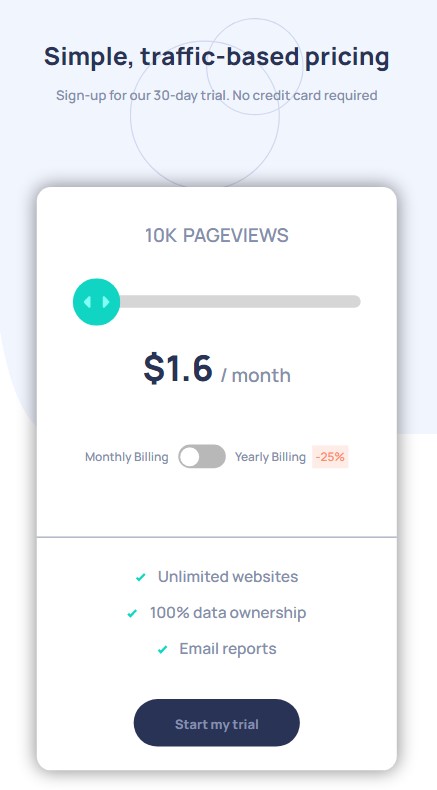 Simple, traffic-based pricing
Sign-up for our 30-day trial. No credit card required
10K PAGEVIEWS
$1.6 / month
Monthly Billing Yearly Billing -25%
Unlimited websites
100% data ownership
Email reports
Start my trial